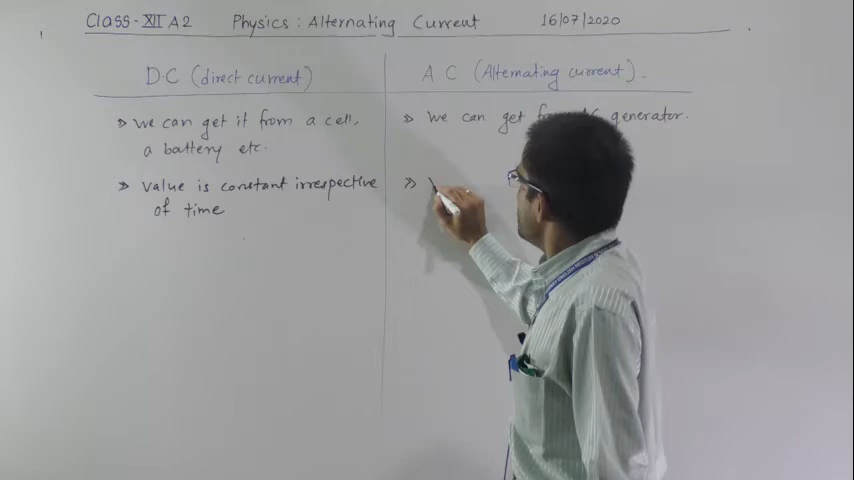 Class-XII A2 Physics : Alternating Current 16/07/2020
D.C (direct current)
A C (Alternating current).
» We can get it from a cell,
a battery etc.
» We can get generator.
» value is constant irrespective
of time
»